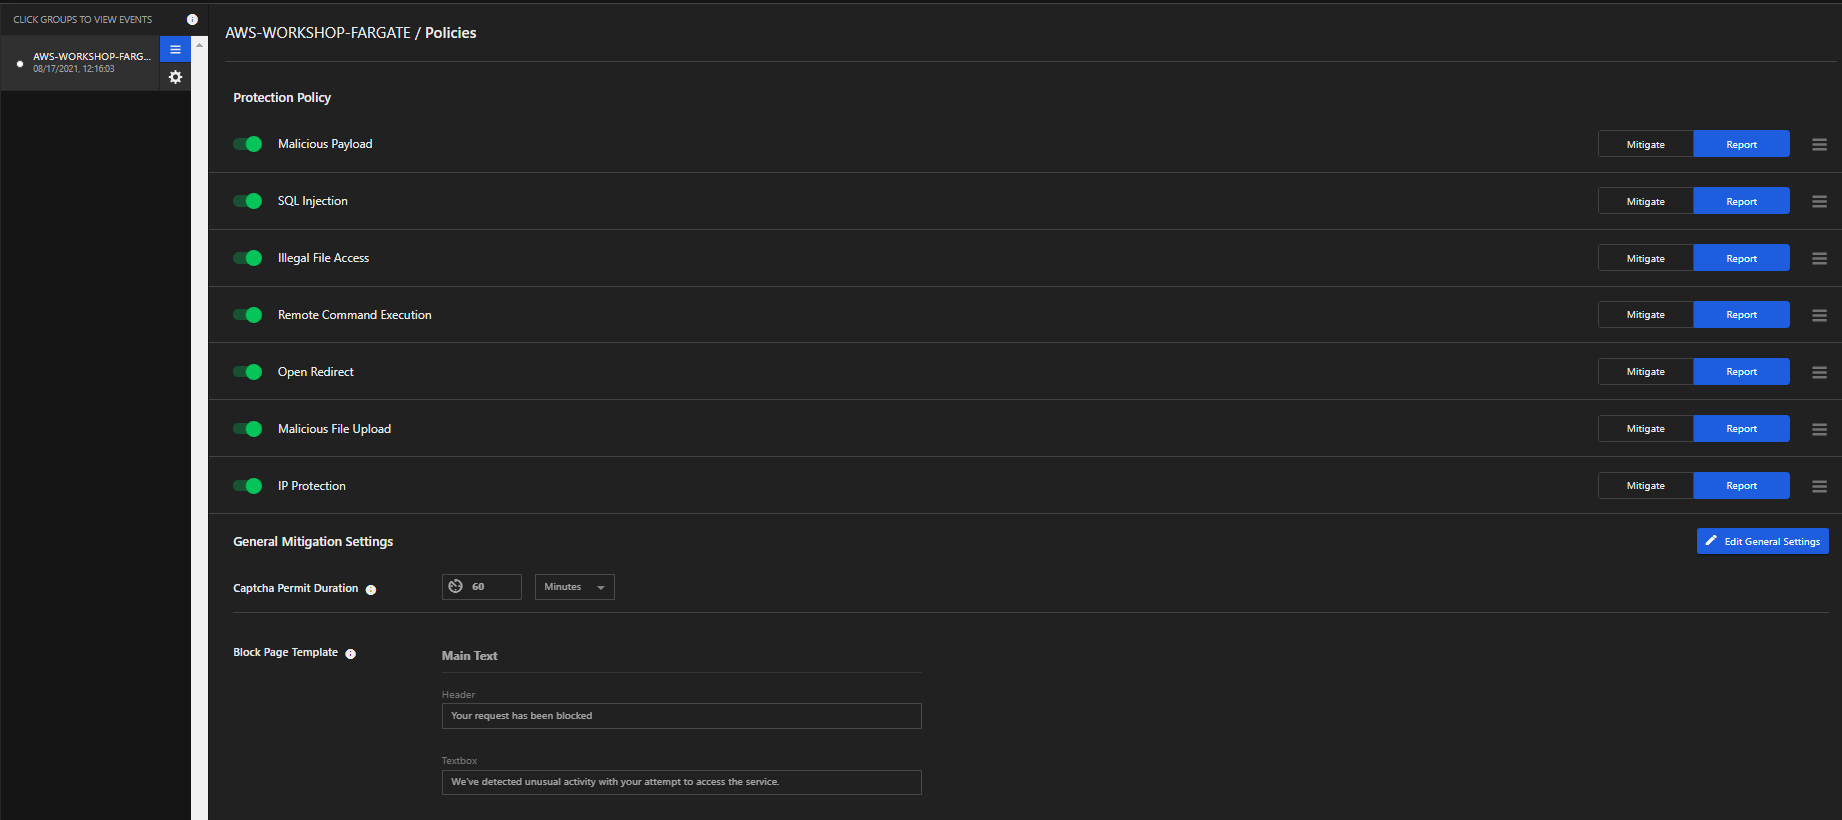 CLICK GROUPS TO VIEW EVENTS
AWS-WORKSHOP-FARG...
08/17/2021, 12:16:03
AWS-WORKSHOP-FARGATE / Policies
Protection Policy
Malicious Payload Mitigate Report
SQL Injection Mitigate Report
Illegal File Access Mitigate Report
Remote Command Execution Mitigate Report
Open Redirect Mitigate Report
Malicious File Upload Mitigate Report
IP Protection Mitigate Report
General Mitigation Settings Edit General Settings
Captcha Permit Duration 60 Minutes
Block Page Template Main Text
Header
Your request has been blocked
Textbox
We've detected unusual activity with your attempt to access the service.